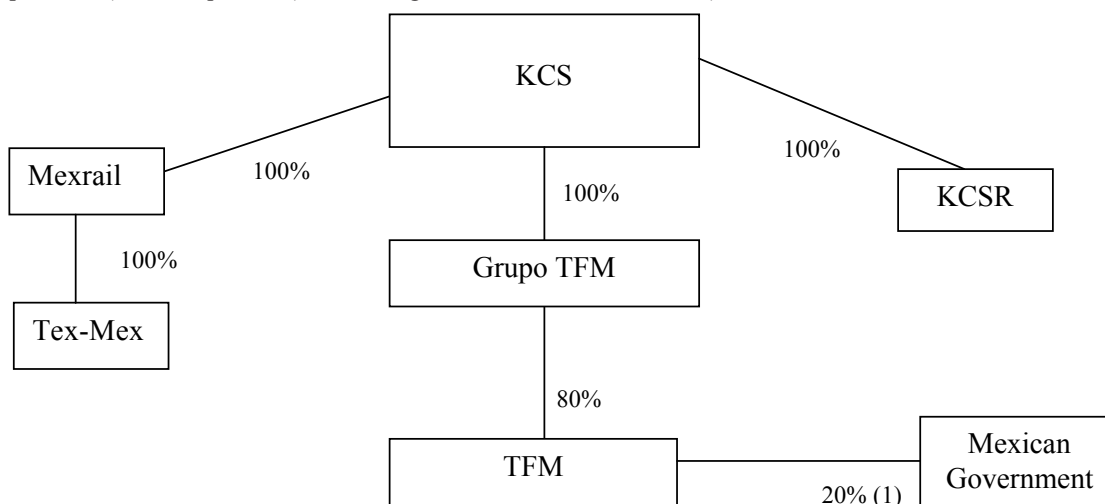 KCS
Mexrail
100%
100%
100%
KCSR
100%
Grupo TFM
Tex-Mex
80%
TFM
Mexican
Government
20% (1)